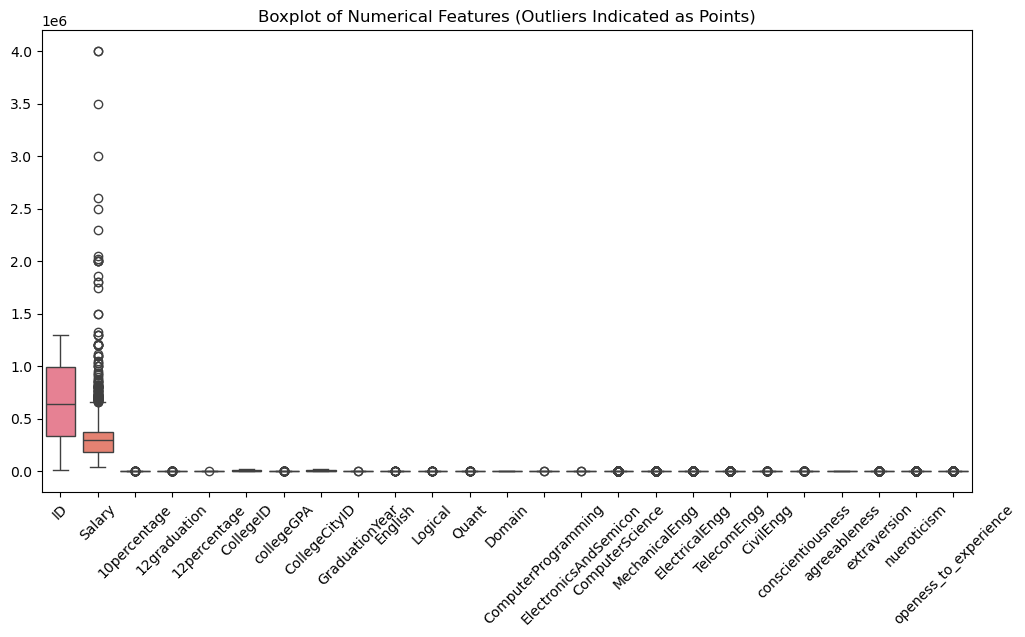 Boxplot of Numerical Features (Outliers Indicated as Points)
1e6
4.0
3.5
3.0
2.5
2.0
1.5
1.0
0.5
0.0
ID
Salary
10percentage
12graduation
12percentage
CollegeID
collegeGPA
CollegeCityID
GraduationYear
English
Logical
Quant
Domain
ComputerProgramming
ElectronicsAndSemicon
ComputerScience
MechanicalEngg
ElectricalEngg
TelecomEngg
CivilEngg
conscientiousness
agreeableness
extraversion
nueroticism
openess_to_experience